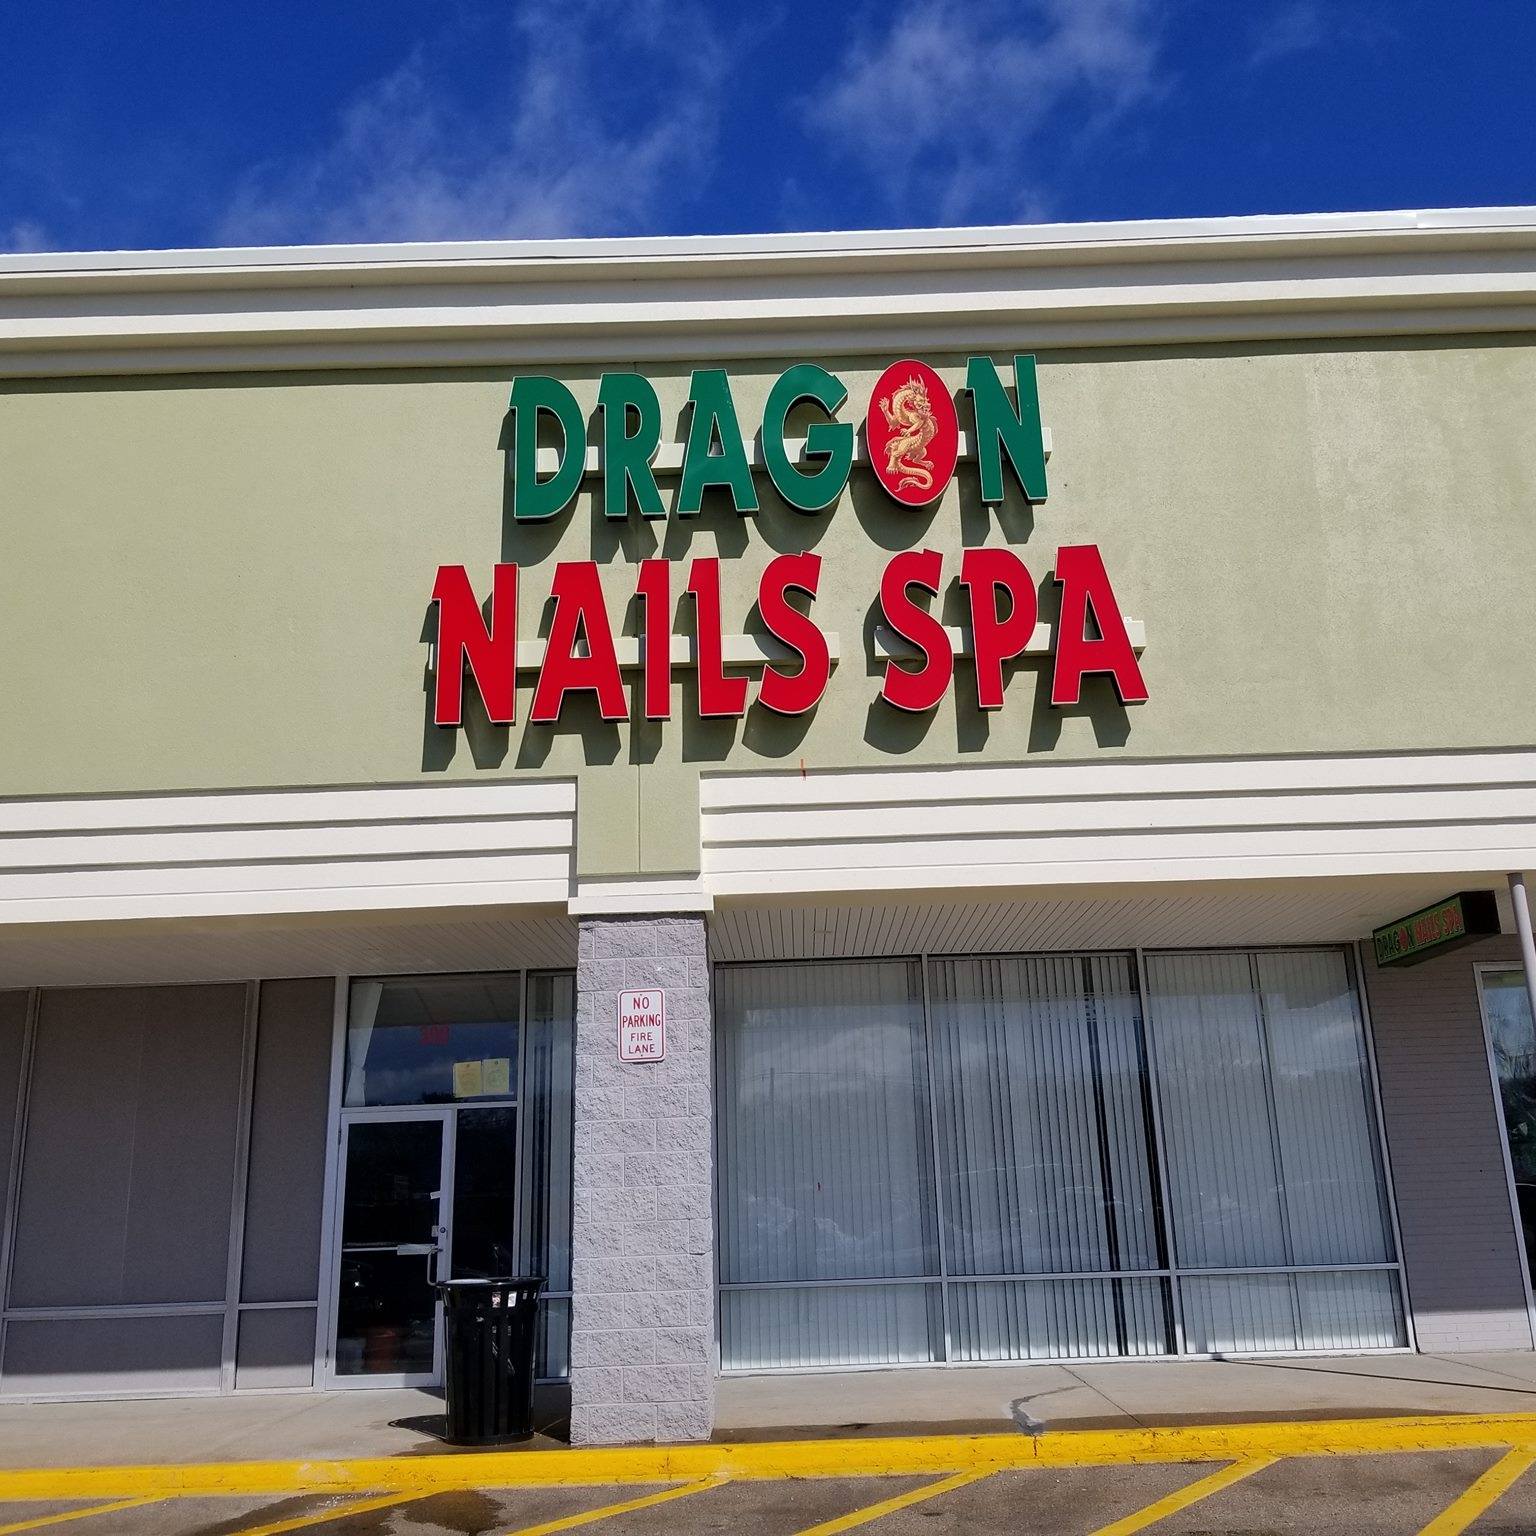 DRAGON
NAILS SPA
DRAGON NAILS SPA
NO
PARKING
FIRE
LANE